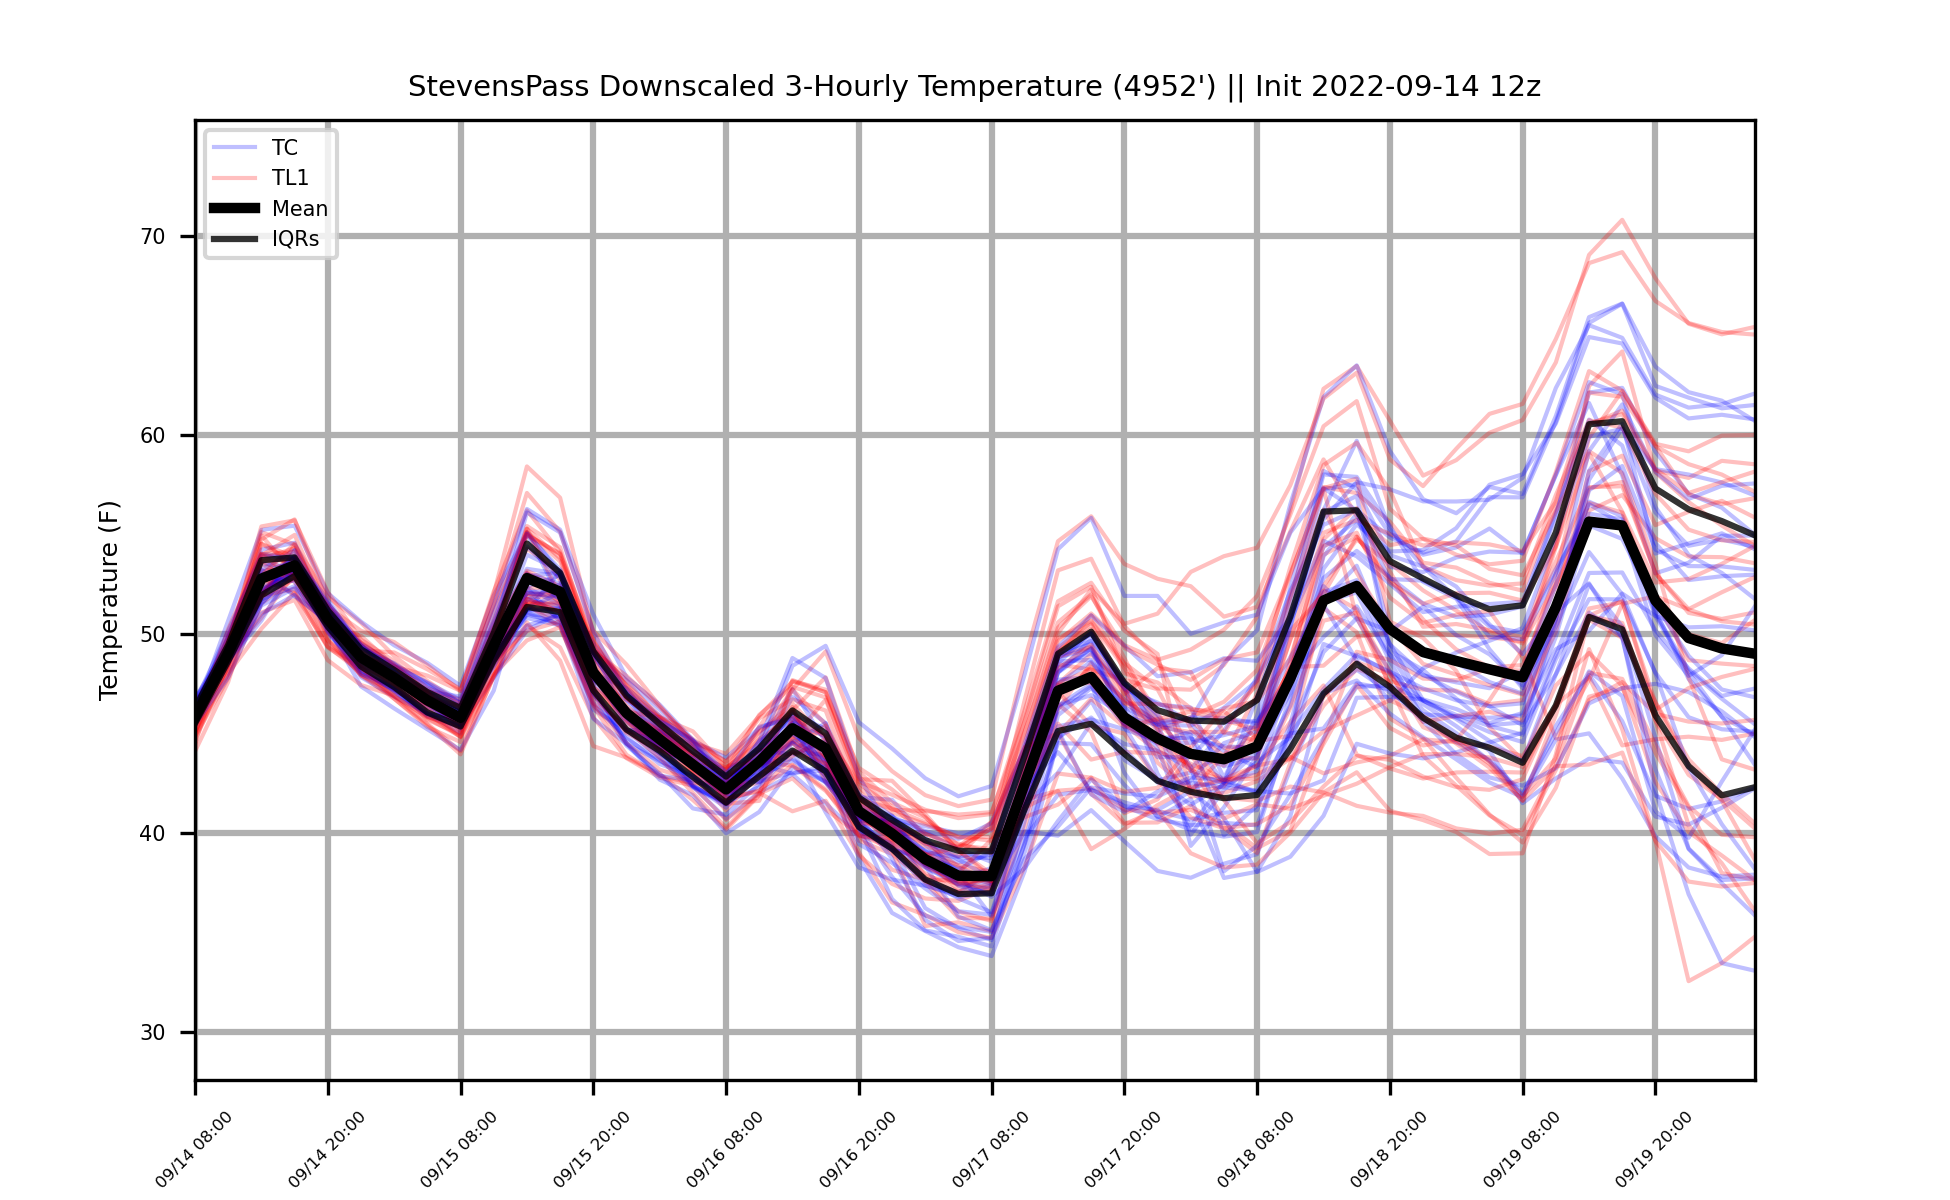 StevensPass Downscaled 3-Hourly Temperature (4952') || Init 2022-09-14 12z
TC
TL1
Mean
IQRs
Temperature (F)
70
60
50
40
30
09/14 08:00
09/14 20:00
09/15 08:00
09/15 20:00
09/16 08:00
09/16 20:00
09/17 08:00
09/17 20:00
09/18 08:00
09/18 20:00
09/19 08:00
09/19 20:00